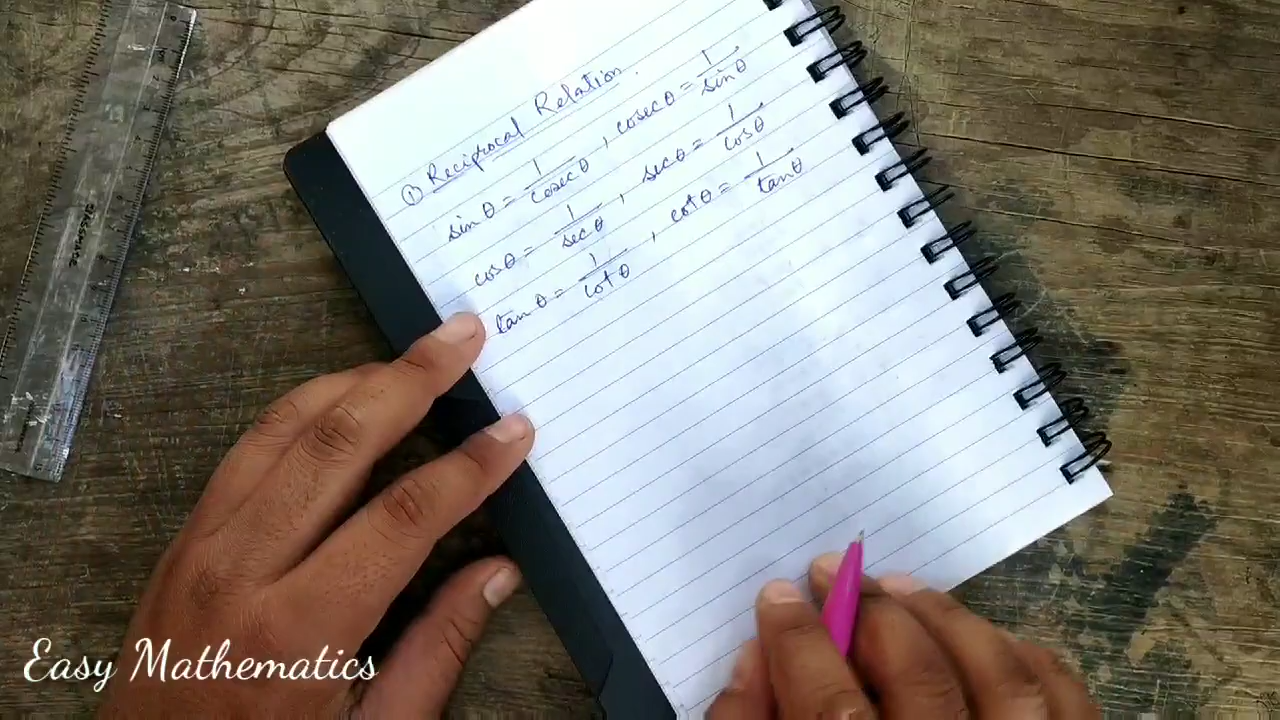 ① Reciprocal Relation.
sin θ = 1/cosec θ , cosec θ = 1/sin θ
cos θ = 1/sec θ , sec θ = 1/cos θ
tan θ = 1/cot θ , cot θ = 1/tan θ
Easy Mathematics